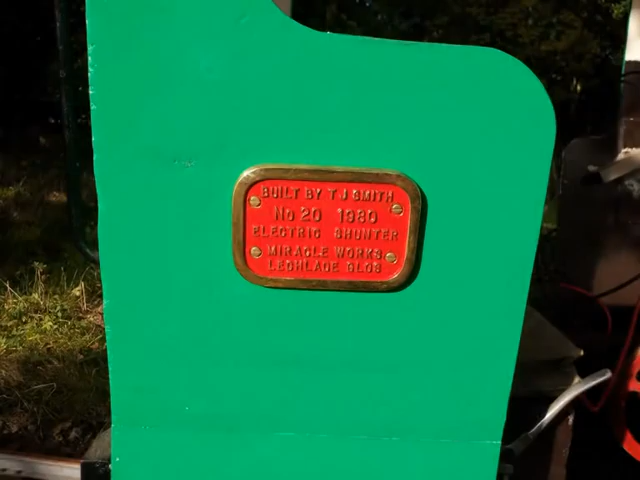 BUILT BY T J SMITH
No 20 1980
ELECTRIC SHUNTER
MIRACLE WORKS
LECHLADE GLOS